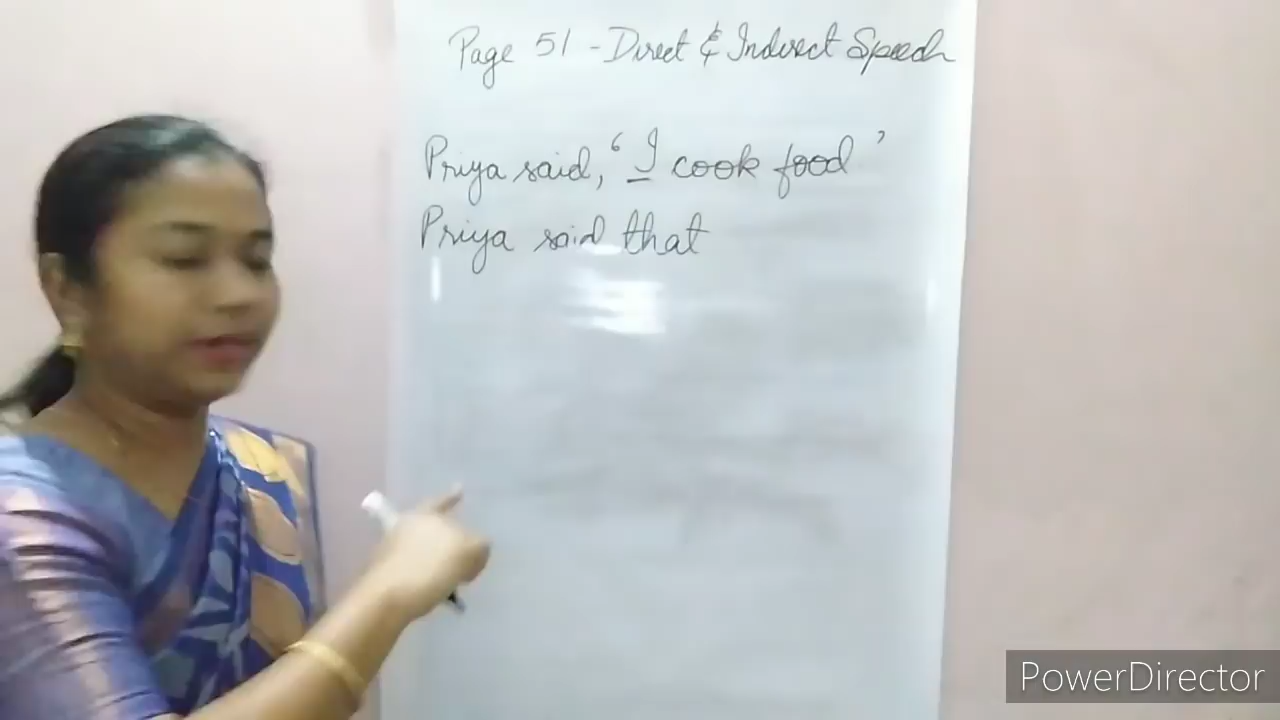 Page 51 - Direct & Indirect Speech
Priya said, ‘I cook food’
Priya said that
PowerDirector